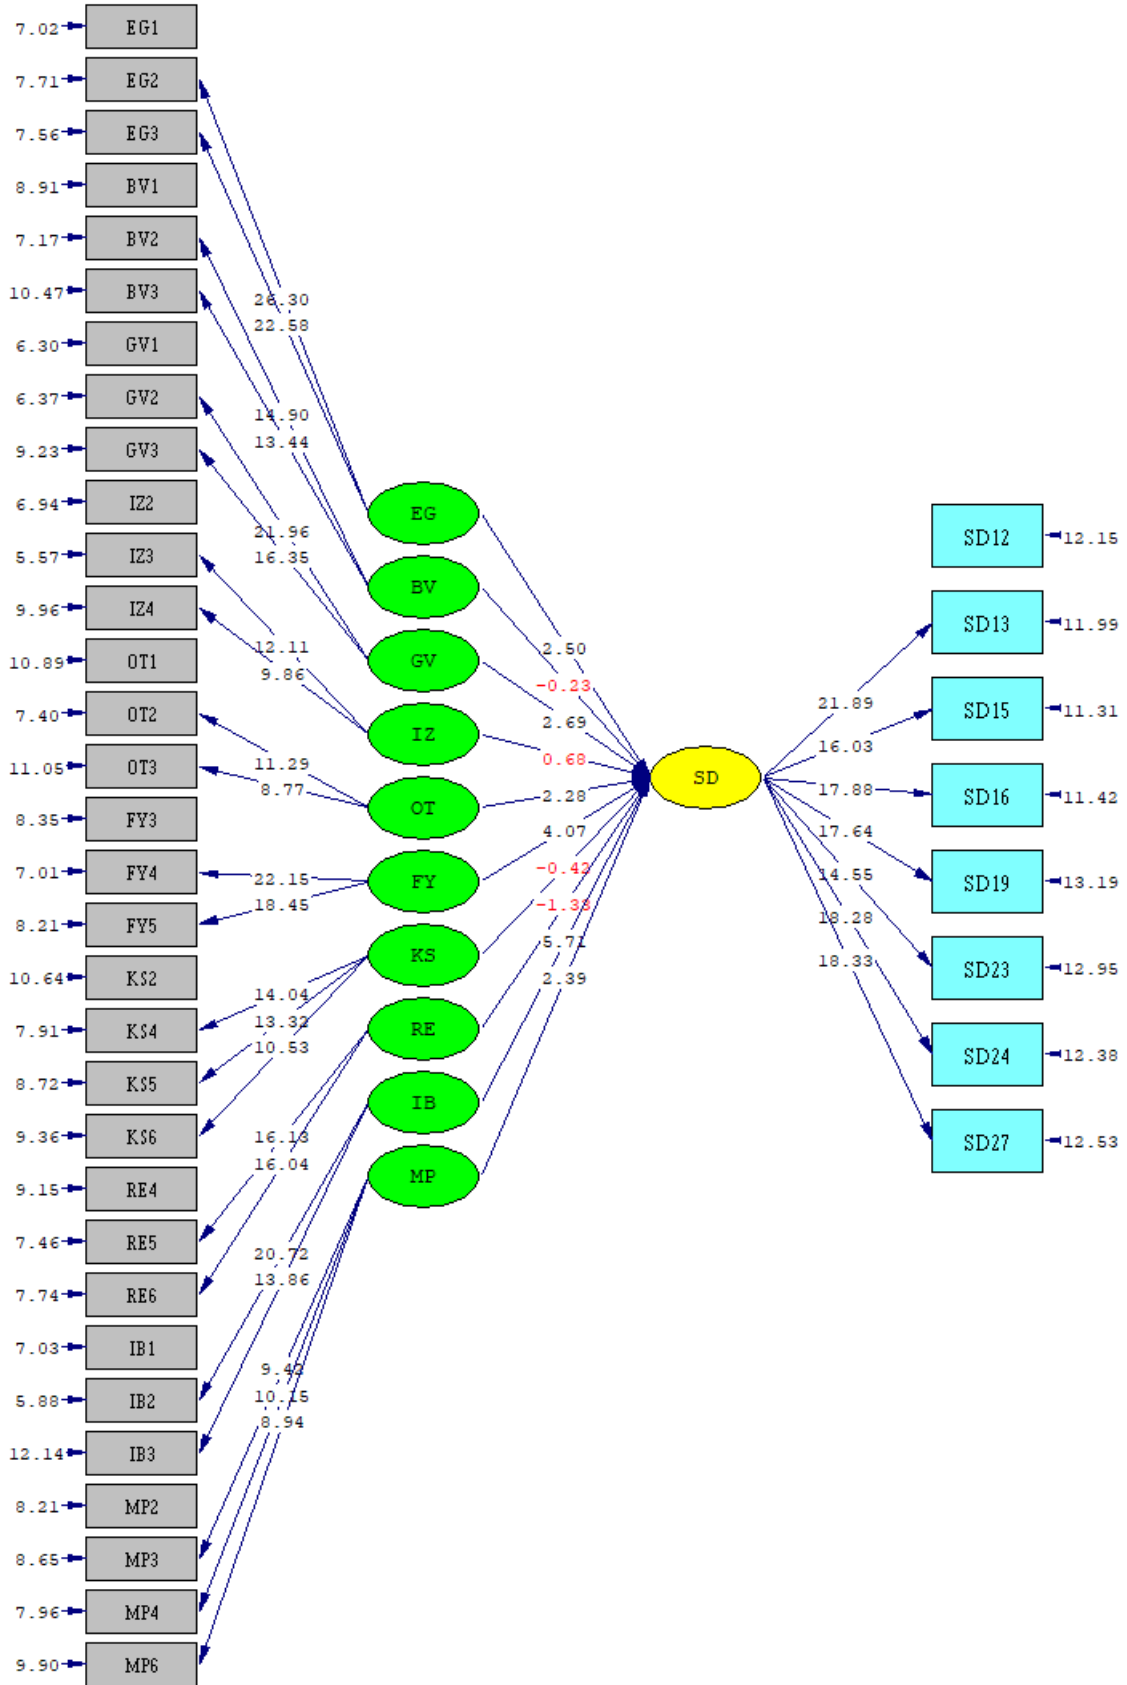 7.02 EG1
7.71 EG2
7.56 EG3
8.91 BV1
7.17 BV2
10.47 BV3
6.30 GV1
6.37 GV2
9.23 GV3
6.94 IZ2
5.57 IZ3
9.96 IZ4
10.89 OT1
7.40 OT2
11.05 OT3
8.35 FY3
7.01 FY4
8.21 FY5
10.64 KS2
7.91 KS4
8.72 KS5
9.36 KS6
9.15 RE4
7.46 RE5
7.74 RE6
7.03 IB1
5.88 IB2
12.14 IB3
8.21 MP2
8.65 MP3
7.96 MP4
9.90 MP6
26.30
22.58
14.90
13.44
21.96
16.35
12.11
9.86
11.29
8.77
22.15
18.45
14.04
13.32
10.53
16.13
16.04
20.72
13.86
9.42
10.15
8.94
EG
BV
GV
IZ
OT
FY
KS
RE
IB
MP
2.50
-0.23
2.69
0.68
2.28
4.07
-0.42
-1.33
5.71
2.39
SD
21.89
16.03
17.88
17.64
14.55
18.28
18.33
SD12 12.15
SD13 11.99
SD15 11.31
SD16 11.42
SD19 13.19
SD23 12.95
SD24 12.38
SD27 12.53